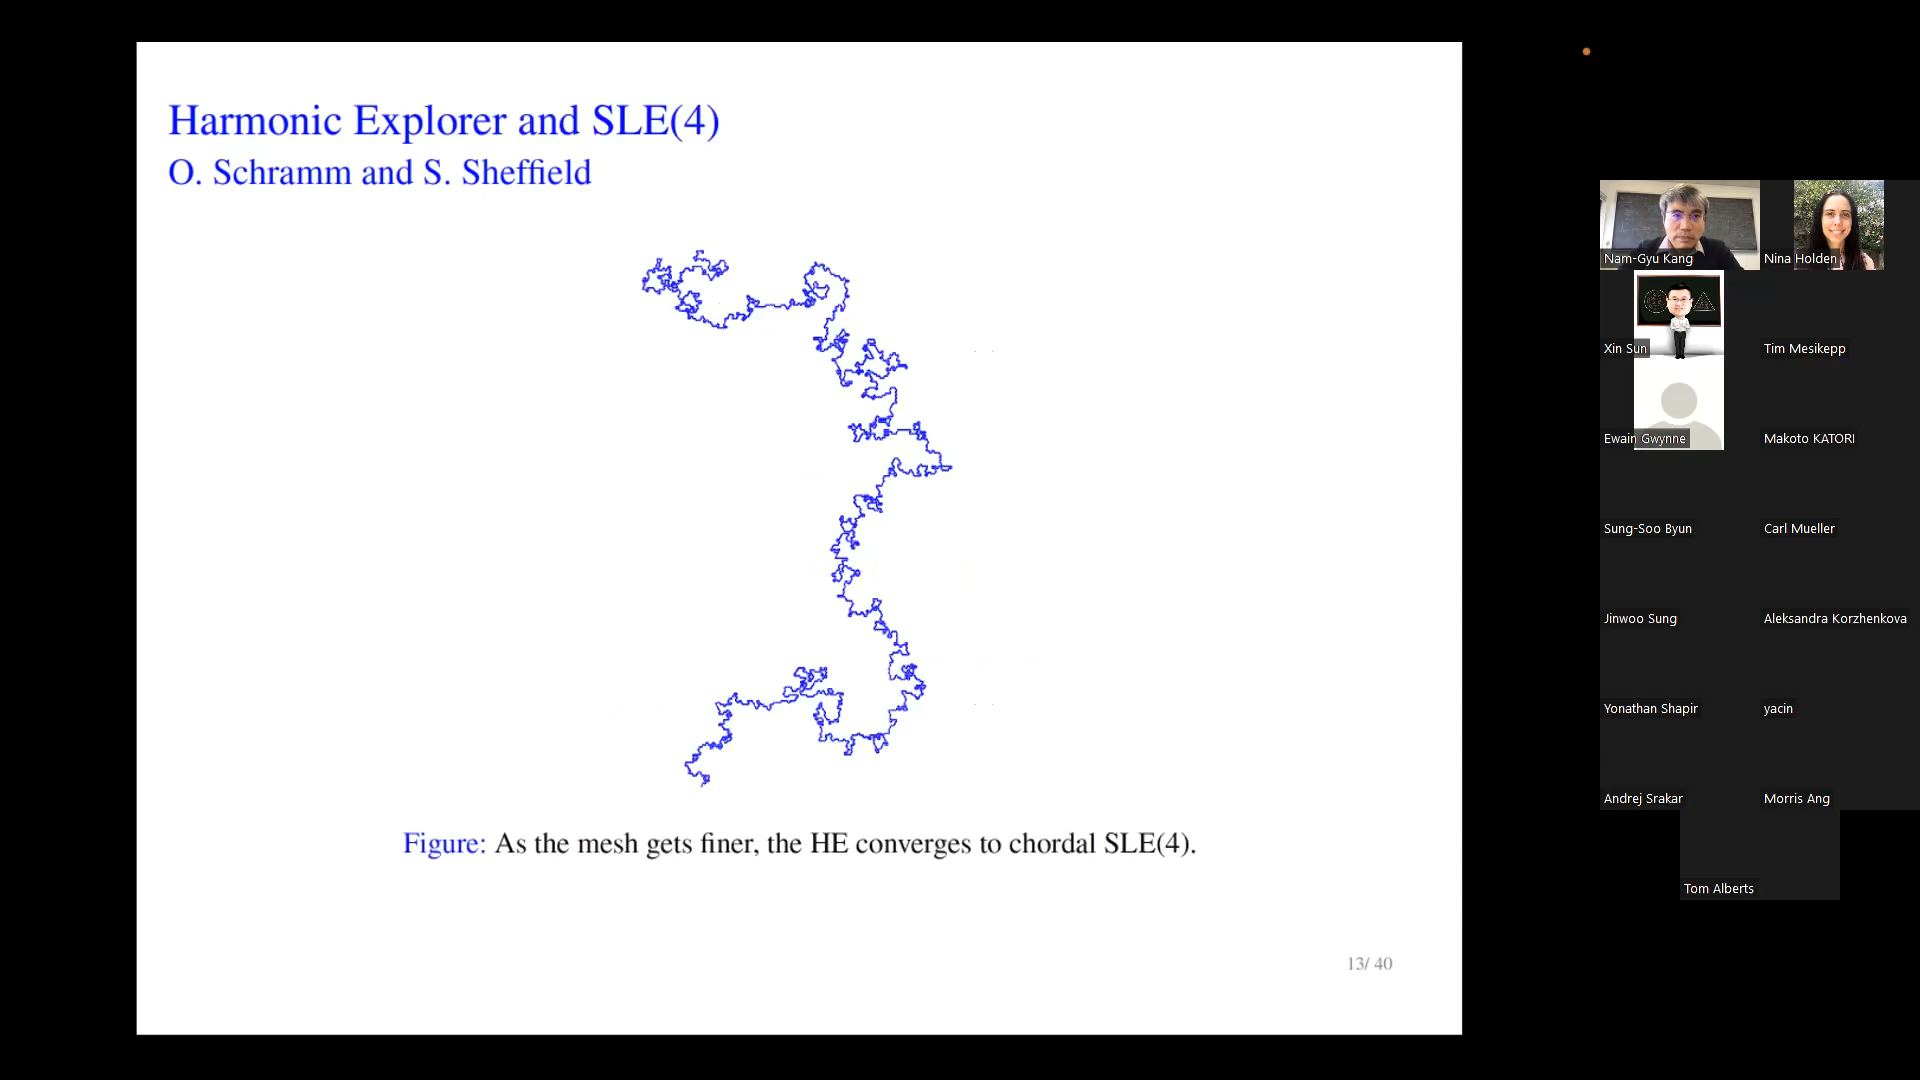 Harmonic Explorer and SLE(4)
O. Schramm and S. Sheffield
Figure: As the mesh gets finer, the HE converges to chordal SLE(4).
13/ 40
Nam-Gyu Kang
Nina Holden
Xin Sun
Tim Mesikepp
Ewain Gwynne
Makoto KATORI
Sung-Soo Byun
Carl Mueller
Jinwoo Sung
Aleksandra Korzhenkova
Yonathan Shapir
yacin
Andrej Srakar
Morris Ang
Tom Alberts